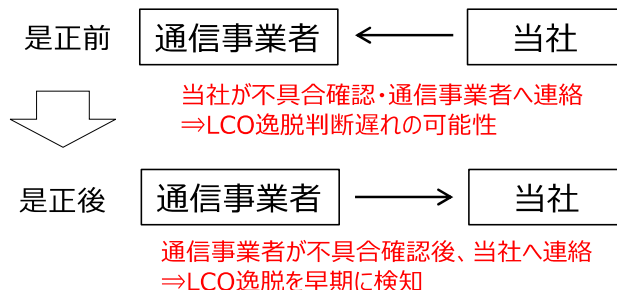 是正前 通信事業者 当社
当社が不具合確認・通信事業者へ連絡
⇒LCO逸脱判断遅れの可能性
是正後 通信事業者 当社
通信事業者が不具合確認後、当社へ連絡
⇒LCO逸脱を早期に検知